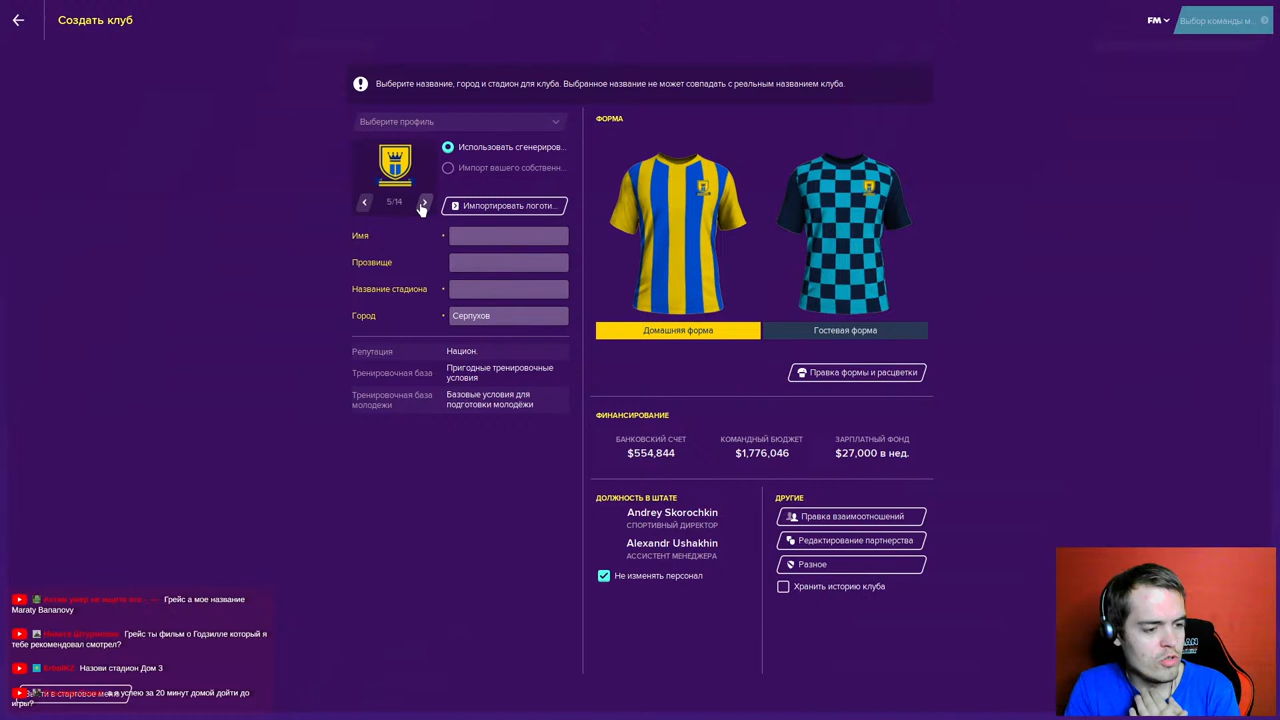 Создать клуб
FM
Выбор команды м...
Выберите название, город и стадион для клуба. Выбранное название не может совпадать с реальным названием клуба.
Выберите профиль
Использовать сгенериров...
Импорт вашего собственн...
5/14
Импортировать логоти...
Имя
Прозвище
Название стадиона
Город
Серпухов
Репутация
Национ.
Тренировочная база
Пригодные тренировочные
условия
Тренировочная база
молодежи
Базовые условия для
подготовки молодёжи
ФОРМА
Домашняя форма
Гостевая форма
Правка формы и расцветки
ФИНАНСИРОВАНИЕ
БАНКОВСКИЙ СЧЕТ
$554,844
КОМАНДНЫЙ БЮДЖЕТ
$1,776,046
ЗАРПЛАТНЫЙ ФОНД
$27,000 в нед.
ДОЛЖНОСТЬ В ШТАТЕ
Andrey Skorochkin
СПОРТИВНЫЙ ДИРЕКТОР
Alexandr Ushakhin
АССИСТЕНТ МЕНЕДЖЕРА
Не изменять персонал
ДРУГИЕ
Правка взаимоотношений
Редактирование партнерства
Разное
Хранить историю клуба
Грейс а мое название
Maraty Bananovy
Грейс ты фильм о Годзилле который я
тебе рекомендовал смотрел?
Назови стадион Дом 3
а я успею за 20 минут домой дойти до
игры?